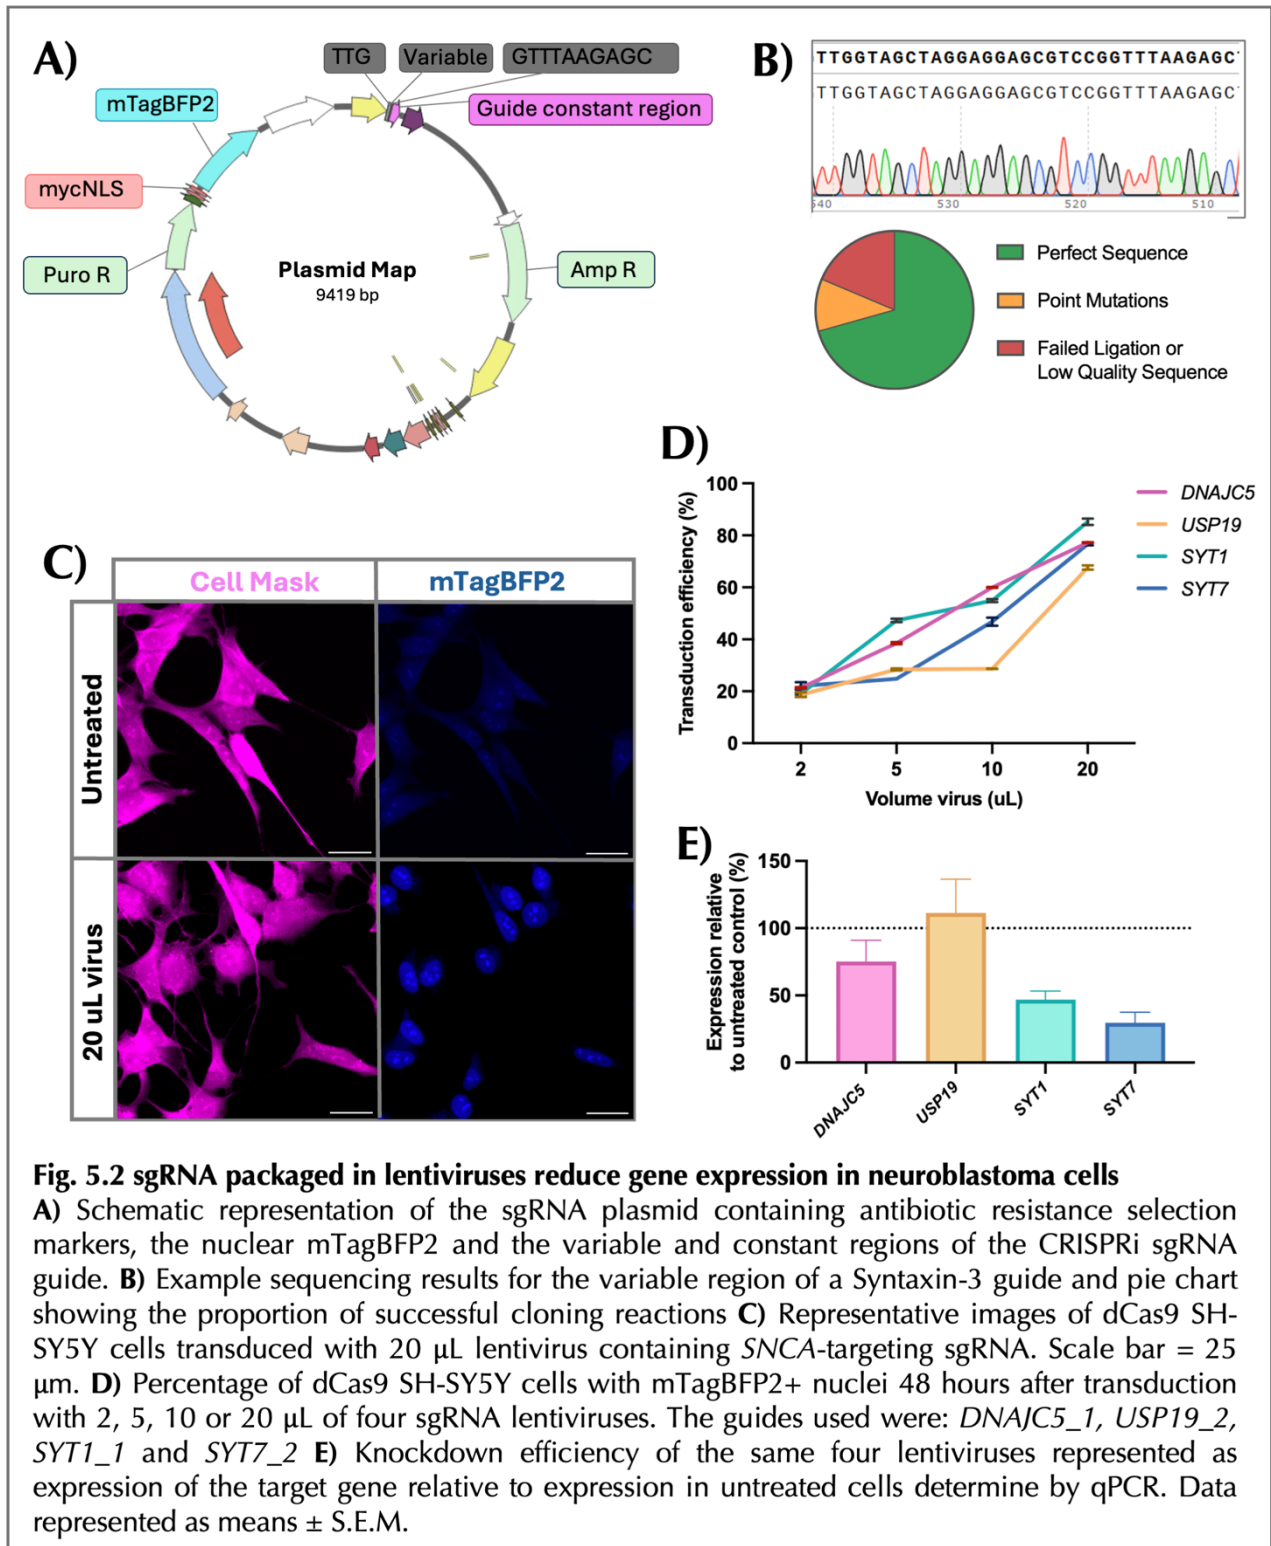 A)
TTG
Variable
GTTTAAGAGC
mTagBFP2
Guide constant region
mycNLS
Puro R
Plasmid Map
9419 bp
Amp R
B)
TTGGTAGCTAGGAGGAGCGTCCGGTTTAAGAGC
TTGGTAGCTAGGAGGAGCGTCCGGTTTAAGAGC
540
530
520
510
Perfect Sequence
Point Mutations
Failed Ligation or
Low Quality Sequence
C)
Cell Mask
mTagBFP2
Untreated
20 uL virus
D)
Transduction efficiency (%)
100
80
60
40
20
0
2
5
10
20
Volume virus (uL)
DNAJC5
USP19
SYT1
SYT7
E)
Expression relative
to untreated control (%)
150
100
50
0
DNAJC5
USP19
SYT1
SYT7
Fig. 5.2 sgRNA packaged in lentiviruses reduce gene expression in neuroblastoma cells
A) Schematic representation of the sgRNA plasmid containing antibiotic resistance selection
markers, the nuclear mTagBFP2 and the variable and constant regions of the CRISPRi sgRNA
guide. B) Example sequencing results for the variable region of a Syntaxin-3 guide and pie chart
showing the proportion of successful cloning reactions C) Representative images of dCas9 SH-
SY5Y cells transduced with 20 µL lentivirus containing SNCA-targeting sgRNA. Scale bar = 25
µm. D) Percentage of dCas9 SH-SY5Y cells with mTagBFP2+ nuclei 48 hours after transduction
with 2, 5, 10 or 20 µL of four sgRNA lentiviruses. The guides used were: DNAJC5_1, USP19_2,
SYT1_1 and SYT7_2 E) Knockdown efficiency of the same four lentiviruses represented as
expression of the target gene relative to expression in untreated cells determine by qPCR. Data
represented as means ± S.E.M.